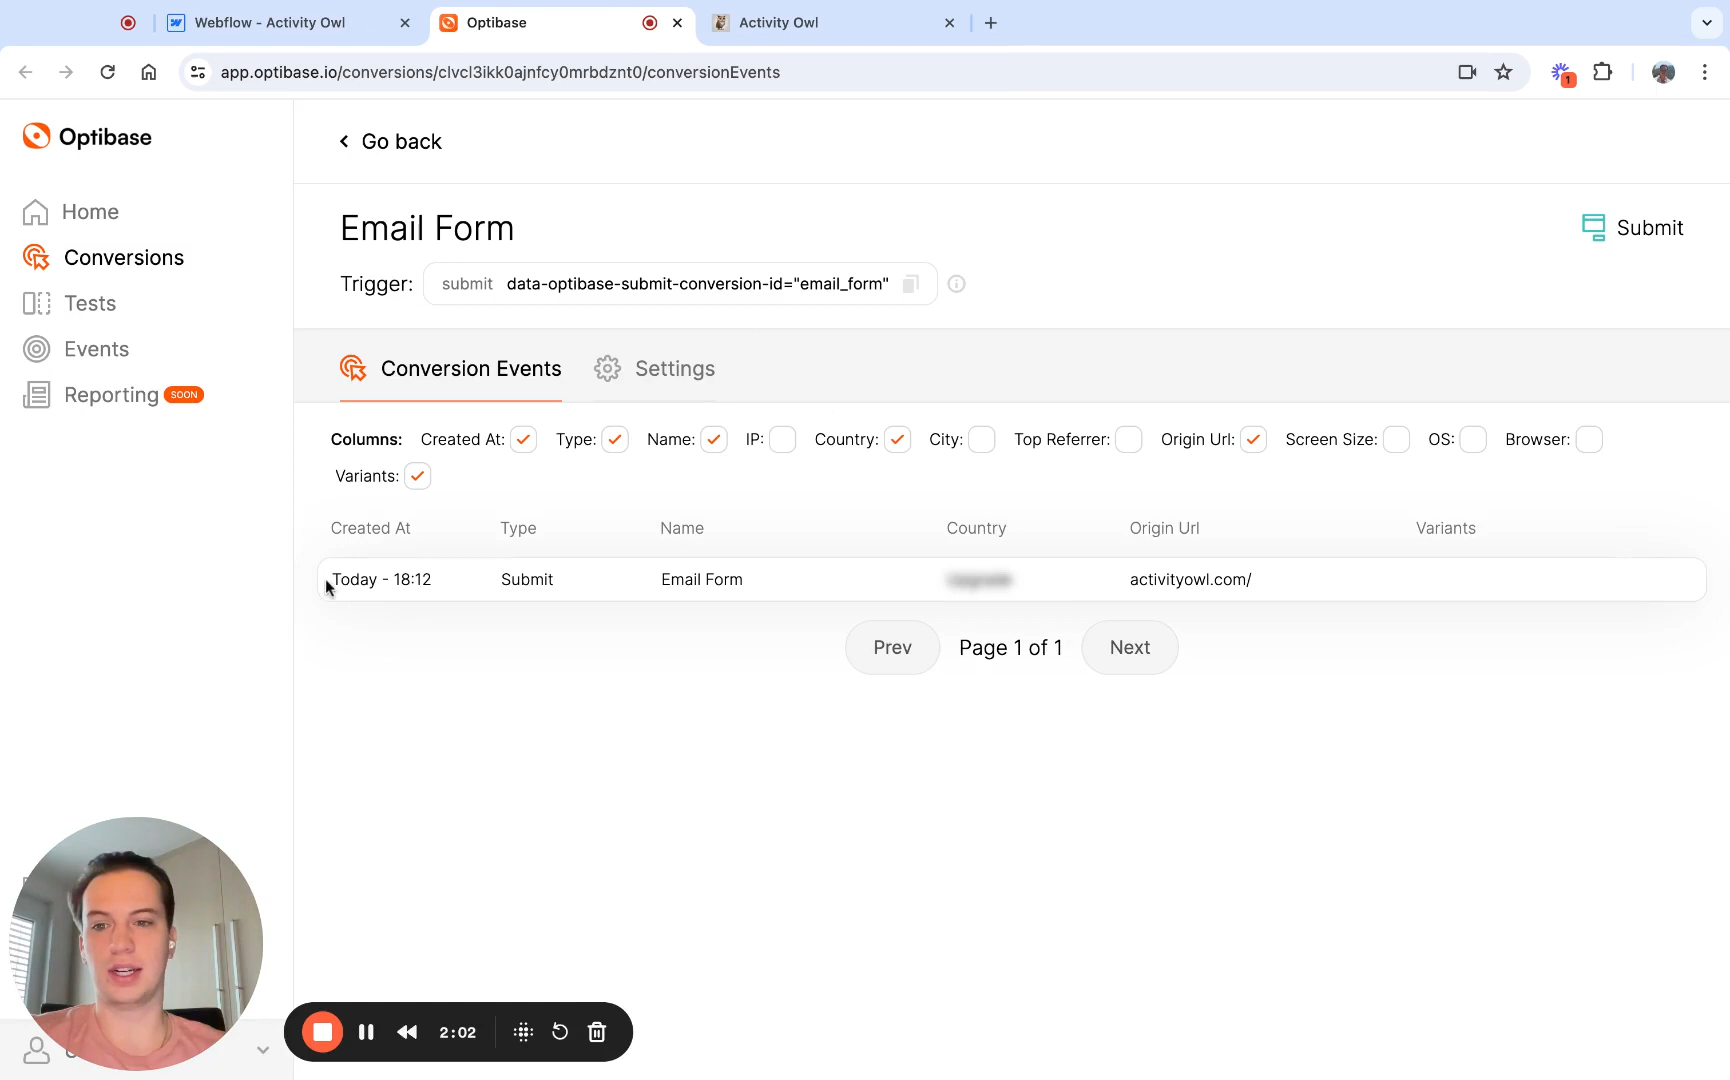 Webflow - Activity Owl
Optibase
Activity Owl
app.optibase.io/conversions/clvcl3ikk0ajnfcy0mrbdznt0/conversionEvents
1
Optibase
Go back
Home
Conversions
Tests
Events
Reporting SOON
Email Form
Submit
Trigger: submit data-optibase-submit-conversion-id="email_form"
Conversion Events
Settings
Columns: Created At: Type: Name: IP: Country: City: Top Referrer: Origin Url: Screen Size: OS: Browser:
Variants:
Created At Type Name Country Origin Url Variants
Today - 18:12 Submit Email Form activityowl.com/
Prev Page 1 of 1 Next
2:02